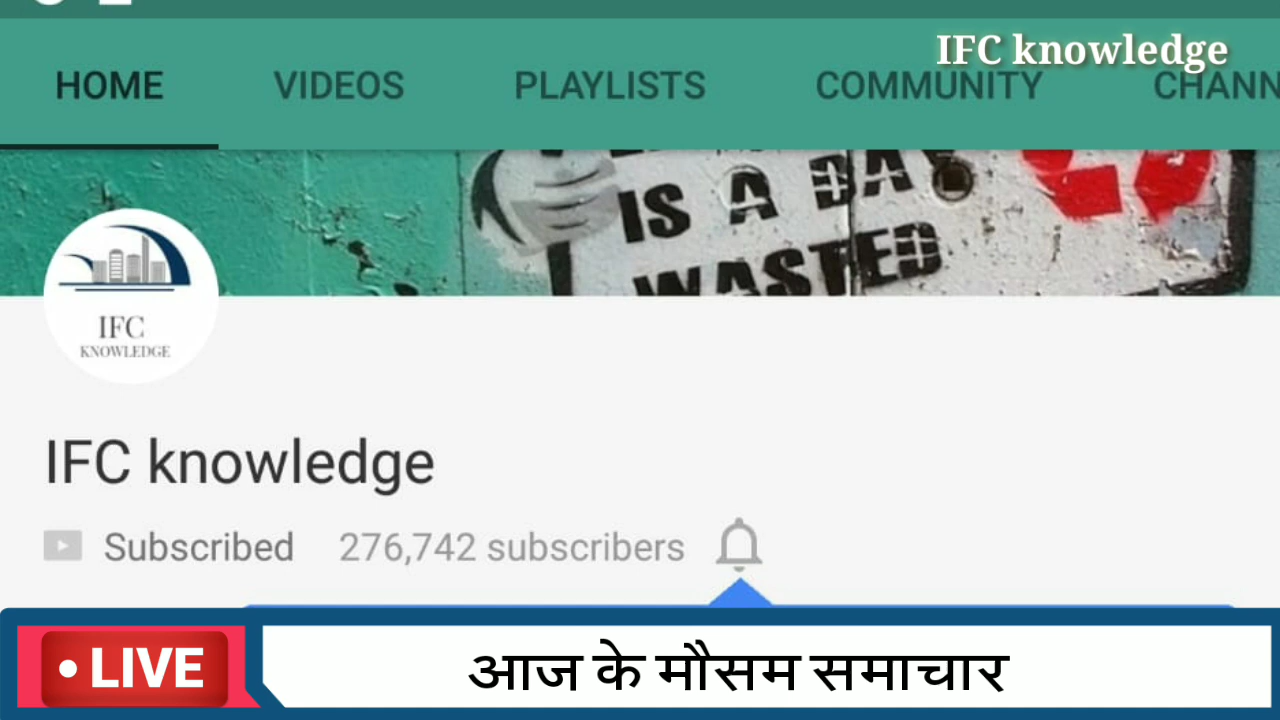 IFC knowledge
HOME VIDEOS PLAYLISTS COMMUNITY CHANN
IS A DAY
WASTED
IFC
KNOWLEDGE
IFC knowledge
Subscribed 276,742 subscribers
• LIVE
आज के मौसम समाचार